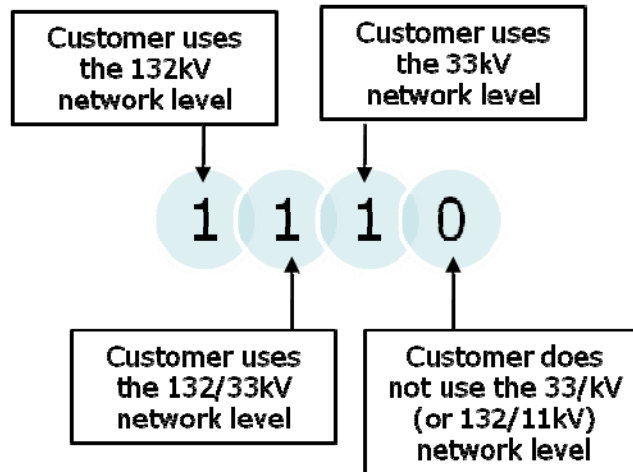 Customer uses
the 132kV
network level
Customer uses
the 33kV
network level
1 1 1 0
Customer uses
the 132/33kV
network level
Customer does
not use the 33/kV
(or 132/11kV)
network level